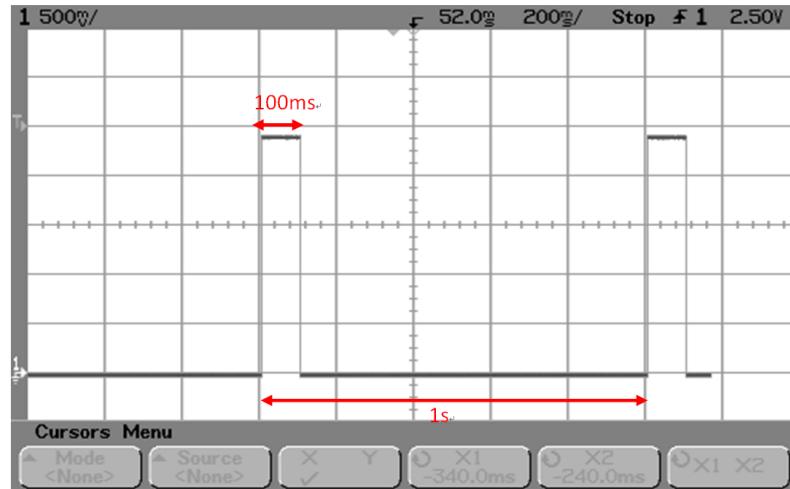 1 500mV/ 52.0ms 200ms/ Stop 1 2.50V
100ms
T
1
1s
Cursors Menu
Mode Source X Y X1 X2 X1 X2
<None> <None> -340.0ms -240.0ms